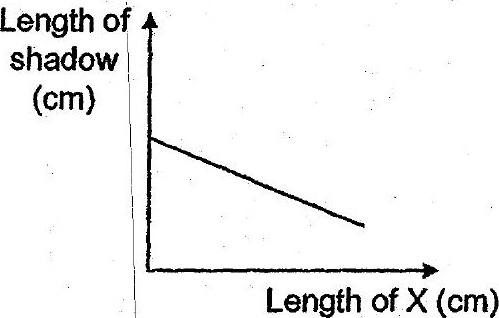 Length of
shadow
(cm)
Length of X (cm)